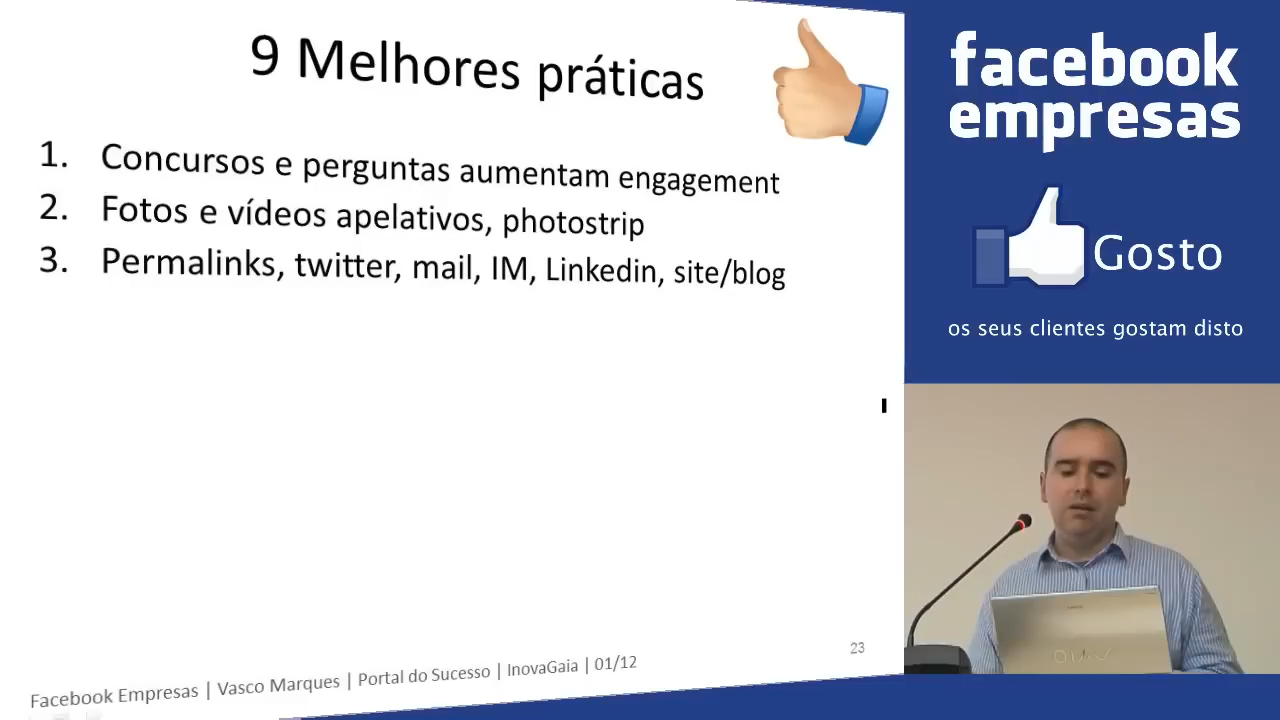 9 Melhores práticas
1. Concursos e perguntas aumentam engagement
2. Fotos e vídeos apelativos, photostrip
3. Permalinks, twitter, mail, IM, Linkedin, site/blog
23
Facebook Empresas | Vasco Marques | Portal do Sucesso | InovaGaia | 01/12
facebook
empresas
Gosto
os seus clientes gostam disto
VAIO